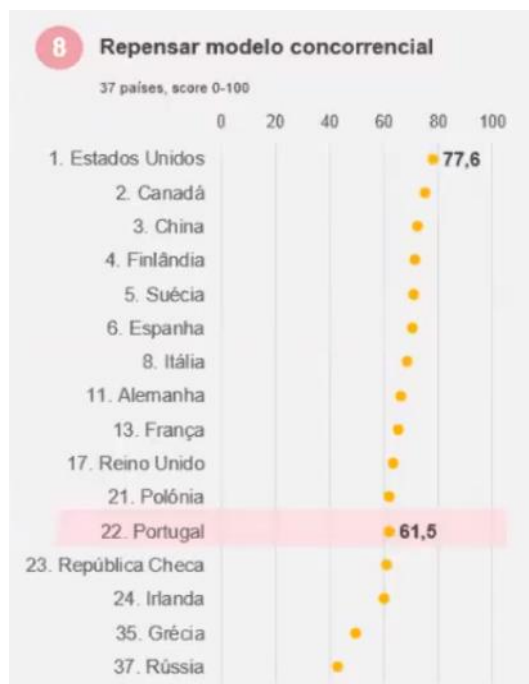 8 Repensar modelo concorrencial
37 países, score 0-100
0 20 40 60 80 100
1. Estados Unidos 77,6
2. Canadá
3. China
4. Finlândia
5. Suécia
6. Espanha
8. Itália
11. Alemanha
13. França
17. Reino Unido
21. Polónia
22. Portugal 61,5
23. República Checa
24. Irlanda
35. Grécia
37. Rússia